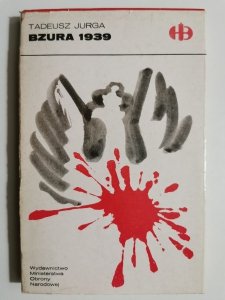 TADEUSZ JURGA
BZURA 1939
Wydawnictwo
Ministerstwa
Obrony
Narodowej